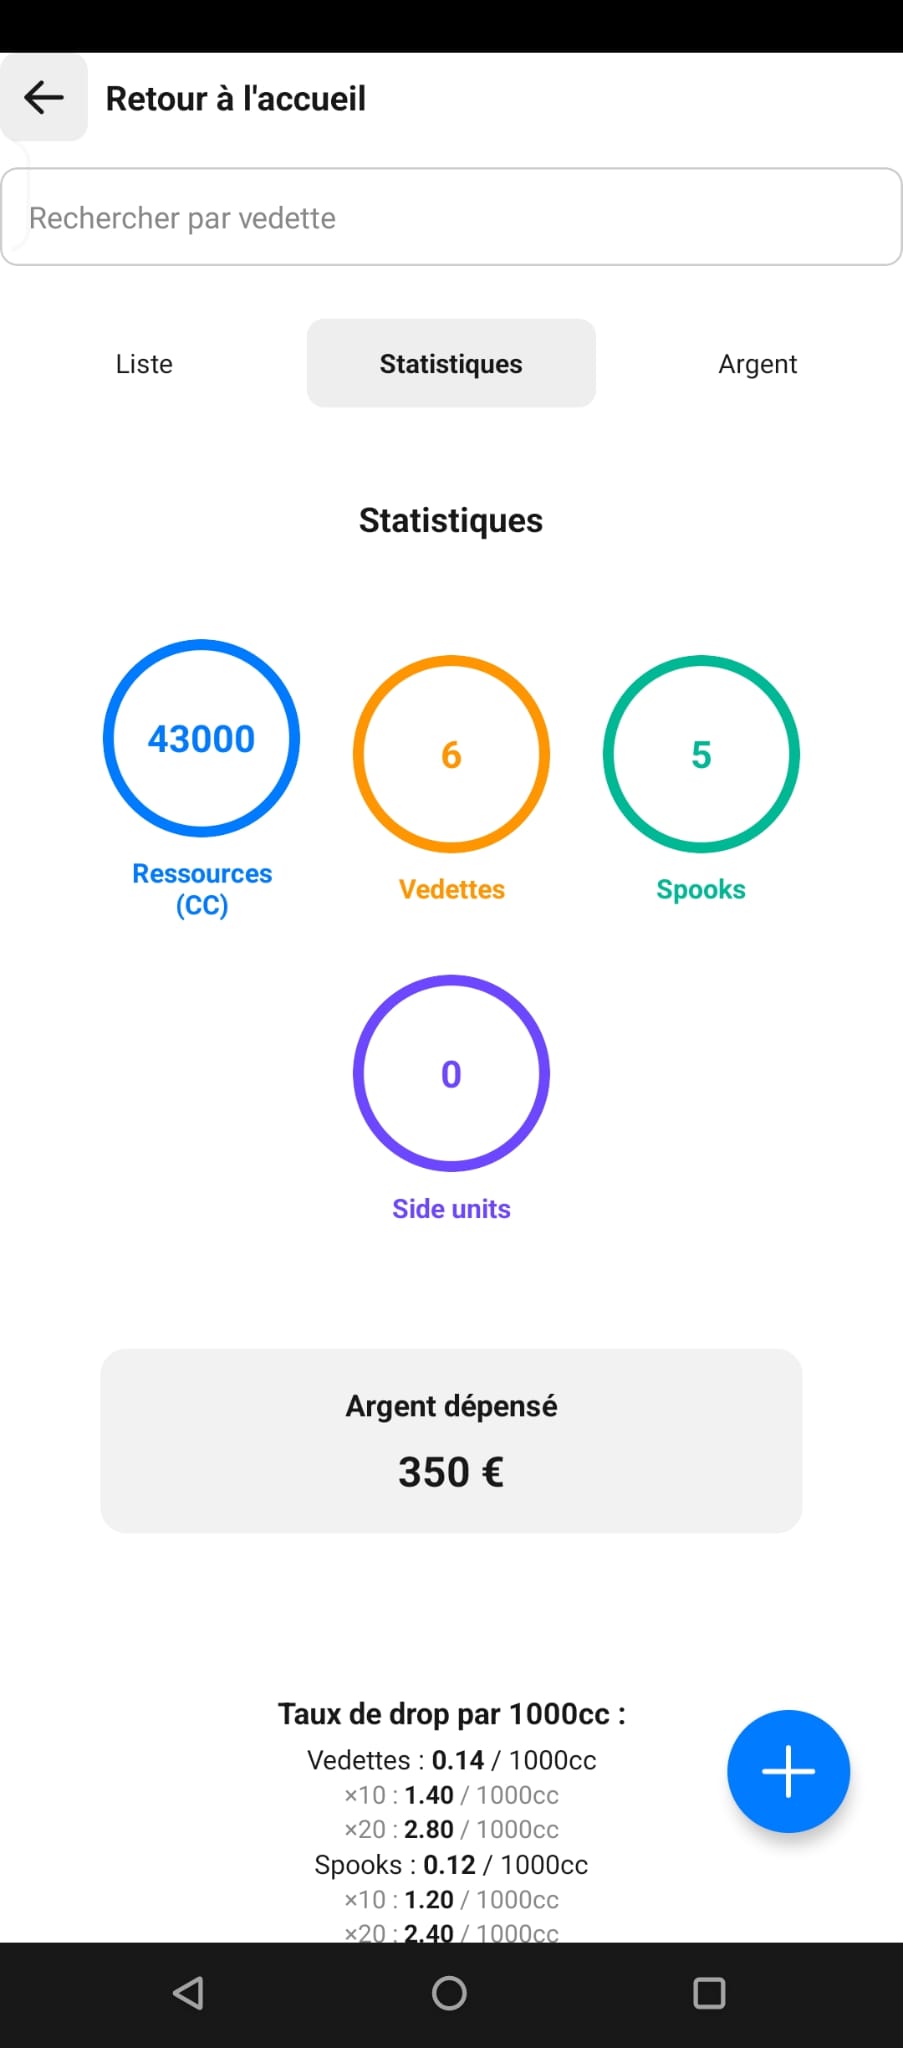 Retour à l'accueil
Rechercher par vedette
Liste
Statistiques
Argent
Statistiques
43000
6
5
Ressources
(CC)
Vedettes
Spooks
0
Side units
Argent dépensé
350 €
Taux de drop par 1000cc :
Vedettes : 0.14 / 1000cc
×10 : 1.40 / 1000cc
×20 : 2.80 / 1000cc
Spooks : 0.12 / 1000cc
×10 : 1.20 / 1000cc
×20 : 2.40 / 1000cc